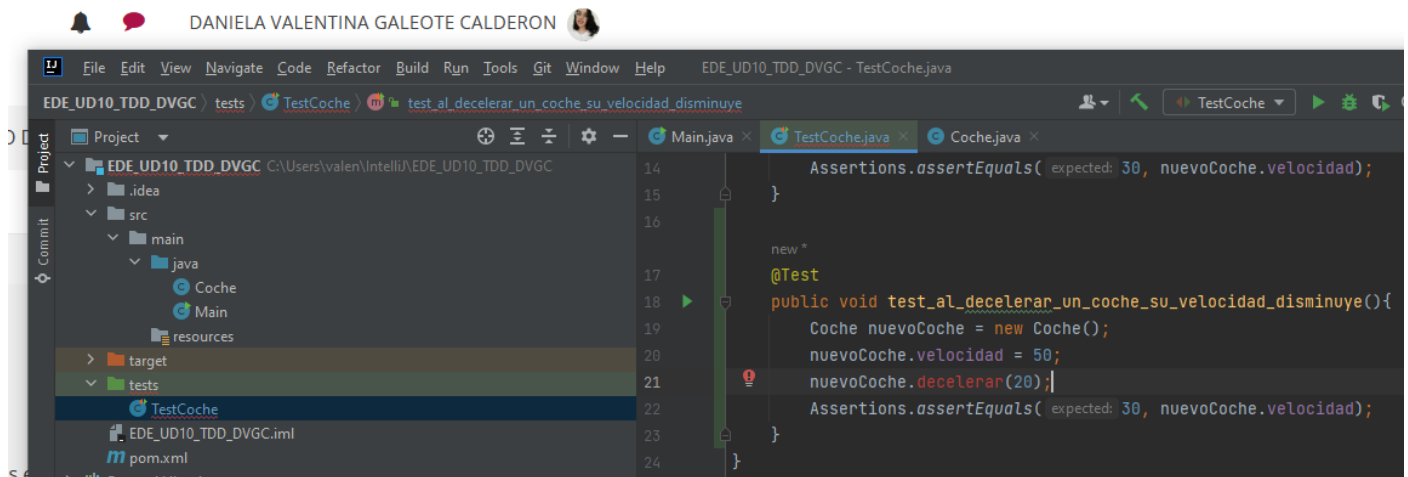 DANIELA VALENTINA GALEOTE CALDERON
File Edit View Navigate Code Refactor Build Run Tools Git Window Help EDE_UD10_TDD_DVGC - TestCoche.java
EDE_UD10_TDD_DVGC tests TestCoche test_al_decelerar_un_coche_su_velocidad_disminuye TestCoche
Project
Project
Commit
EDE_UD10_TDD_DVGC C:\Users\valen\IntelliJ\EDE_UD10_TDD_DVGC
.idea
src
main
java
Coche
Main
resources
target
tests
TestCoche
EDE_UD10_TDD_DVGC.iml
pom.xml
Main.java TestCoche.java Coche.java
14 Assertions.assertEquals( expected: 30, nuevoCoche.velocidad);
15 }
16
new *
17 @Test
18 public void test_al_decelerar_un_coche_su_velocidad_disminuye(){
19 Coche nuevoCoche = new Coche();
20 nuevoCoche.velocidad = 50;
21 nuevoCoche.decelerar(20);
22 Assertions.assertEquals( expected: 30, nuevoCoche.velocidad);
23 }
24 }